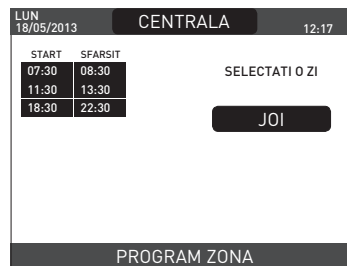 LUN
18/05/2013
CENTRALA
12:17
START SFARSIT
07:30 08:30
11:30 13:30
18:30 22:30
SELECTATI O ZI
JOI
PROGRAM ZONA